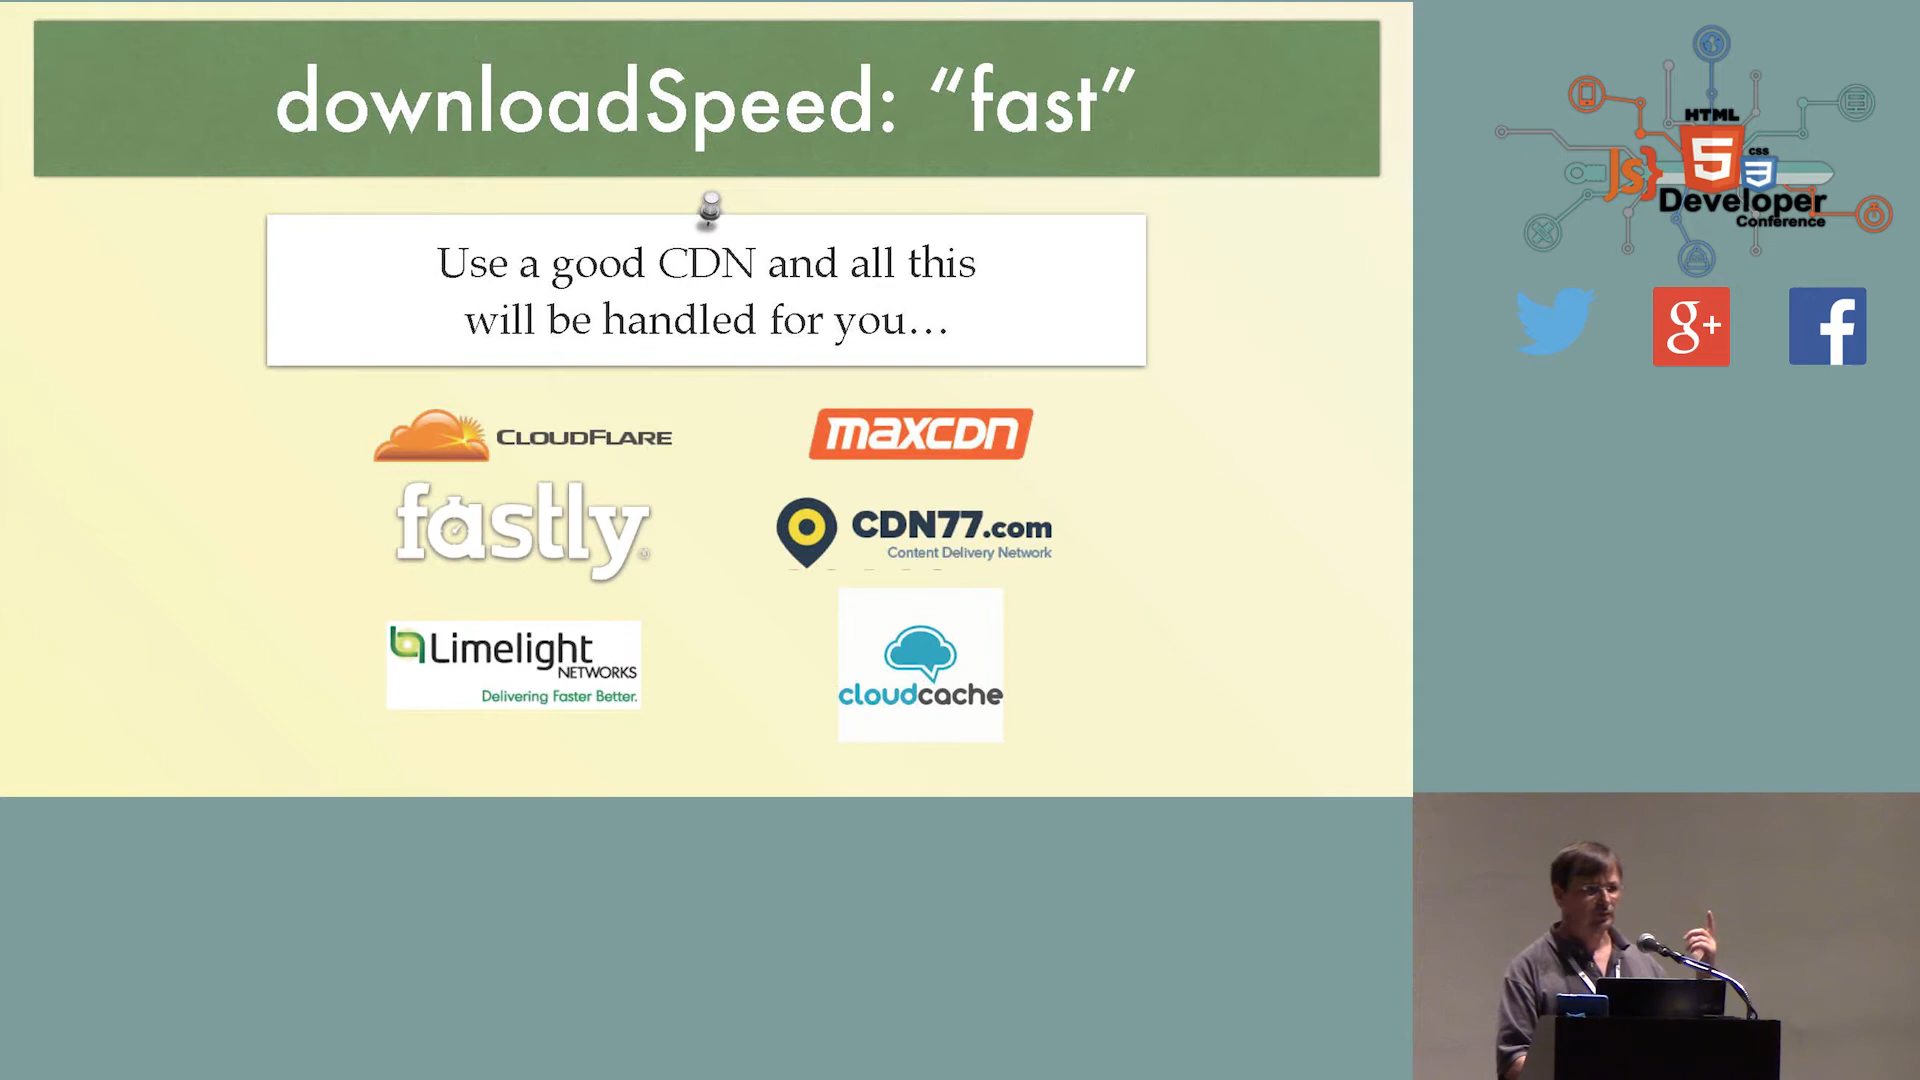 downloadSpeed: “fast”
Use a good CDN and all this
will be handled for you…
CLOUDFLARE
maxcdn
fastly
CDN77.com
Content Delivery Network
Limelight
NETWORKS
Delivering Faster Better.
cloudcache
HTML
5
JS}
CSS
3
Developer
Conference
g+
f